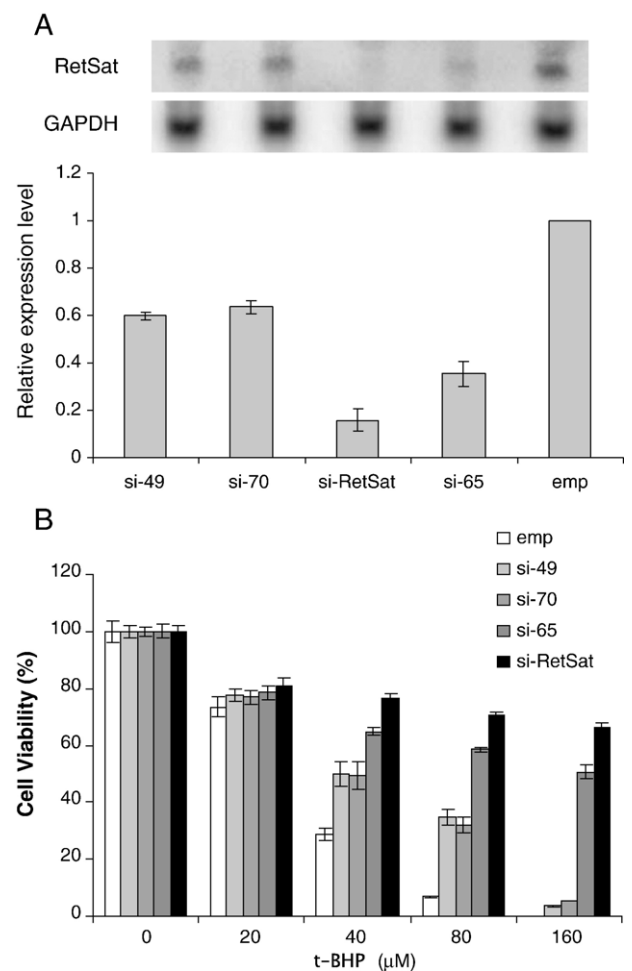 A
RetSat
GAPDH
Relative expression level
1.2
1
0.8
0.6
0.4
0.2
0
si-49 si-70 si-RetSat si-65 emp
B
emp
si-49
si-70
si-65
si-RetSat
Cell Viability (%)
120
100
80
60
40
20
0
0 20 40 80 160
t-BHP (μM)